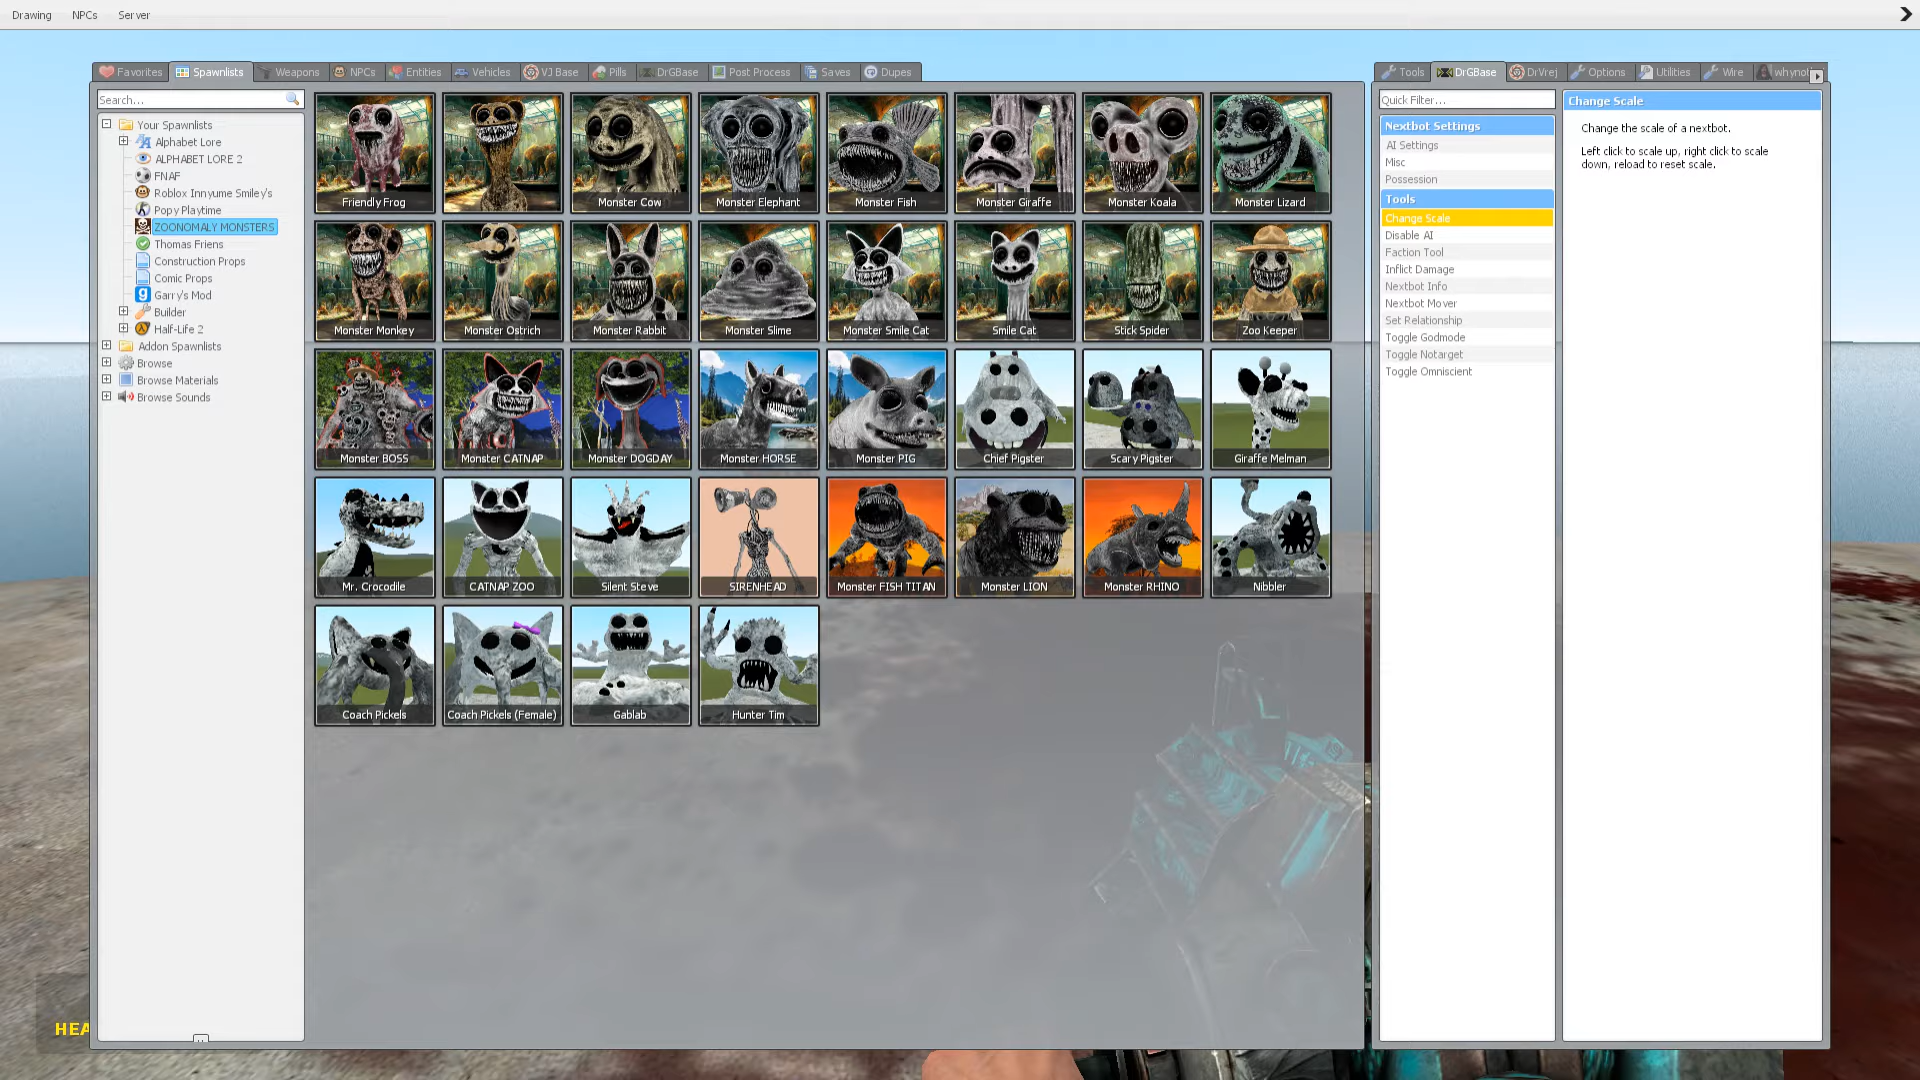 Drawing NPCs Server
Favorites Spawnlists Weapons NPCs Entities Vehicles VJ Base Pills DrGBase Post Process Saves Dupes
Search...
Your Spawnlists
Alphabet Lore
ALPHABET LORE 2
FNAF
Roblox Innyume Smiley's
Popy Playtime
ZOONOMALY MONSTERS
Thomas Friens
Construction Props
Comic Props
Garry's Mod
Builder
Half-Life 2
Addon Spawnlists
Browse
Browse Materials
Browse Sounds
Friendly Frog
Monster Cow
Monster Elephant
Monster Fish
Monster Giraffe
Monster Koala
Monster Lizard
Monster Monkey
Monster Ostrich
Monster Rabbit
Monster Slime
Monster Smile Cat
Smile Cat
Stick Spider
Zoo Keeper
Monster BOSS
Monster CATNAP
Monster DOGDAY
Monster HORSE
Monster PIG
Chief Pigster
Scary Pigster
Giraffe Melman
Mr. Crocodile
CATNAP ZOO
Silent Steve
SIRENHEAD
Monster FISH TITAN
Monster LION
Monster RHINO
Nibbler
Coach Pickels
Coach Pickels (Female)
Gablab
Hunter Tim
Tools DrGBase DrVrej Options Utilities Wire whyno
Quick Filter...
Nextbot Settings
AI Settings
Misc
Possession
Tools
Change Scale
Disable AI
Faction Tool
Inflict Damage
Nextbot Info
Nextbot Mover
Set Relationship
Toggle Godmode
Toggle Notarget
Toggle Omniscient
Change Scale
Change the scale of a nextbot.
Left click to scale up, right click to scale
down, reload to reset scale.
HEA